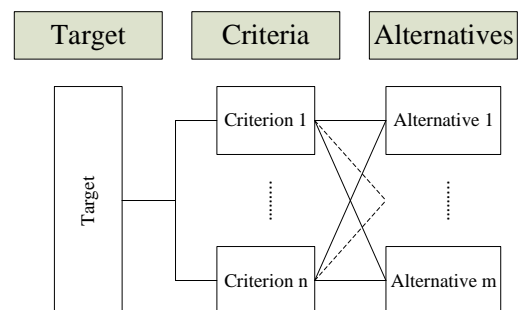 Target
Criteria
Alternatives
Target
Criterion 1
Alternative 1
Criterion n
Alternative m